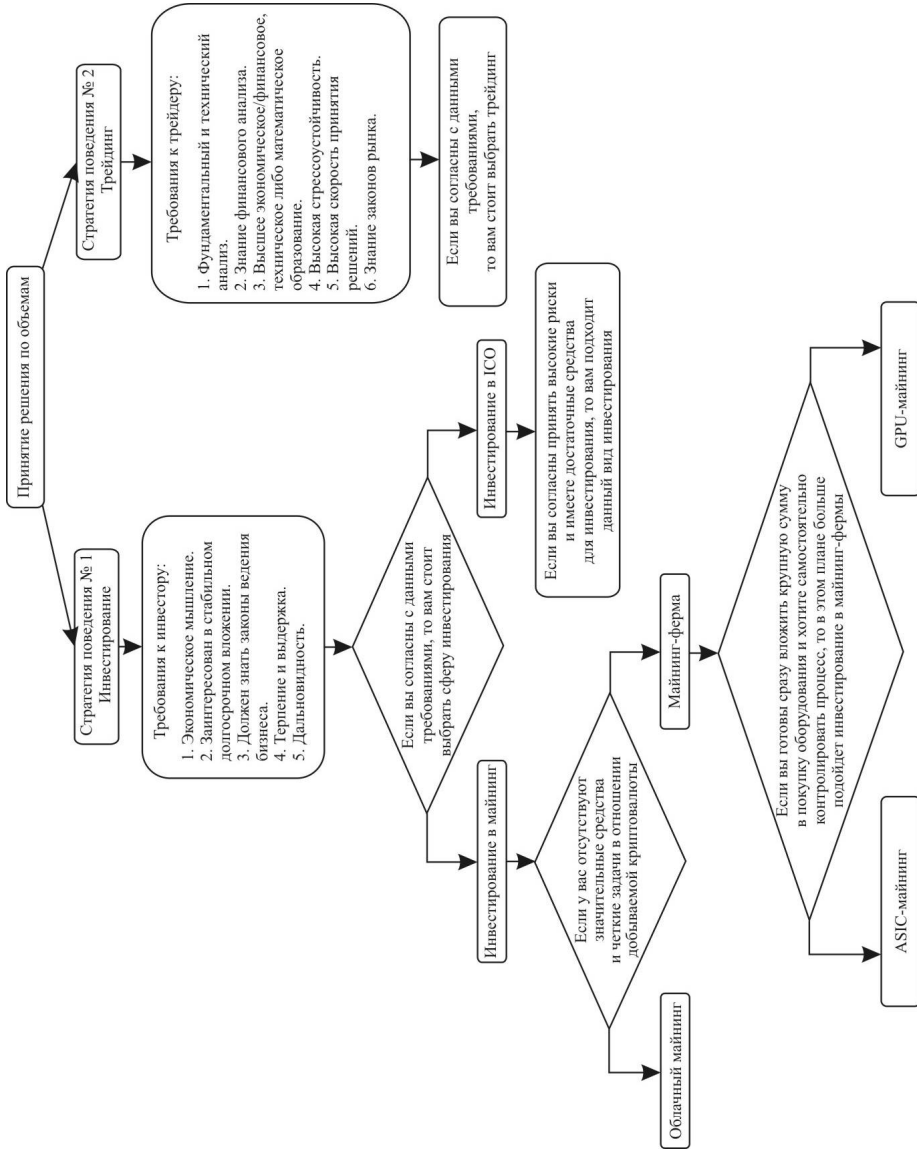 Принятие решения по объемам
Стратегия поведения № 1
Инвестирование
Стратегия поведения № 2
Трейдинг
Требования к инвестору:
1. Экономическое мышление.
2. Заинтересован в стабильном
долгосрочном вложении.
3. Должен знать законы ведения
бизнеса.
4. Терпение и выдержка.
5. Дальновидность.
Требования к трейдеру:
1. Фундаментальный и технический
анализ.
2. Знание финансового анализа.
3. Высшее экономическое/финансовое,
техническое либо математическое
образование.
4. Высокая стрессоустойчивость.
5. Высокая скорость принятия
решений.
6. Знание законов рынка.
Если вы согласны с данными
требованиями, то вам стоит
выбрать сферу инвестирования
Если вы согласны с данными
требованиями,
то вам стоит выбрать трейдинг
Инвестирование в майнинг
Инвестирование в ICO
Если у вас отсутствуют
значительные средства
и четкие задачи в отношении
добываемой криптовалюты
Если вы согласны принять высокие риски
и имеете достаточные средства
для инвестирования, то вам подходит
данный вид инвестирования
Облачный майнинг
Майнинг-ферма
Если вы готовы сразу вложить крупную сумму
в покупку оборудования и хотите самостоятельно
контролировать процесс, то в этом плане больше
подойдет инвестирование в майнинг-фермы
ASIC-майнинг
GPU-майнинг